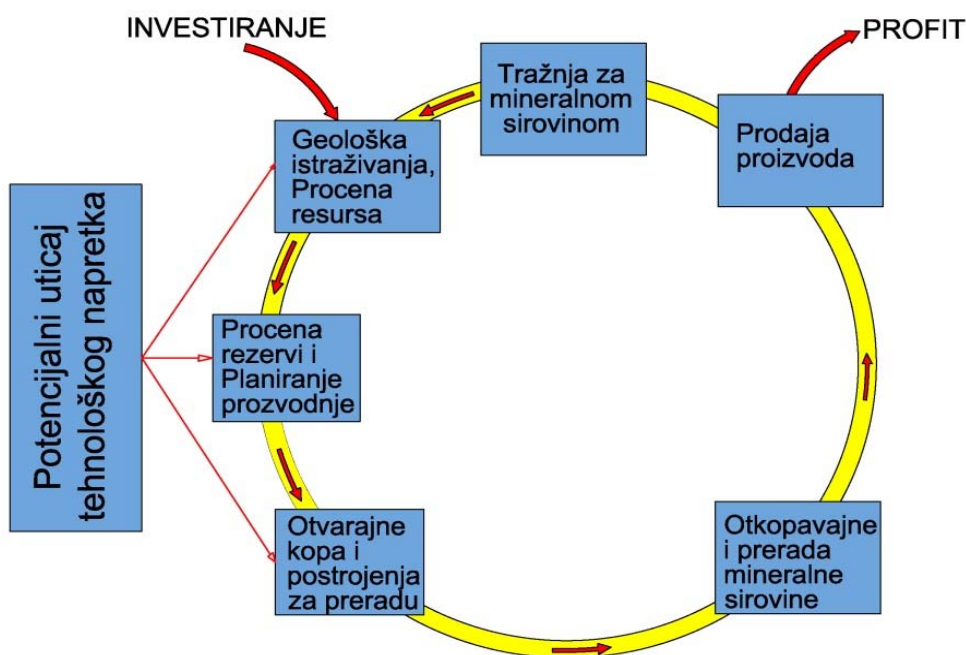 INVESTIRANJE
PROFIT
Tražnja za
mineralnom
sirovinom
Prodaja
proizvoda
Geološka
istraživanja,
Procena
resursa
Potencijalni uticaj
tehnološkog napretka
Procena
rezervi i
Planiranje
prozvodnje
Otvarajne
kopa i
postrojenja
za preradu
Otkopavajne
i prerada
mineralne
sirovine